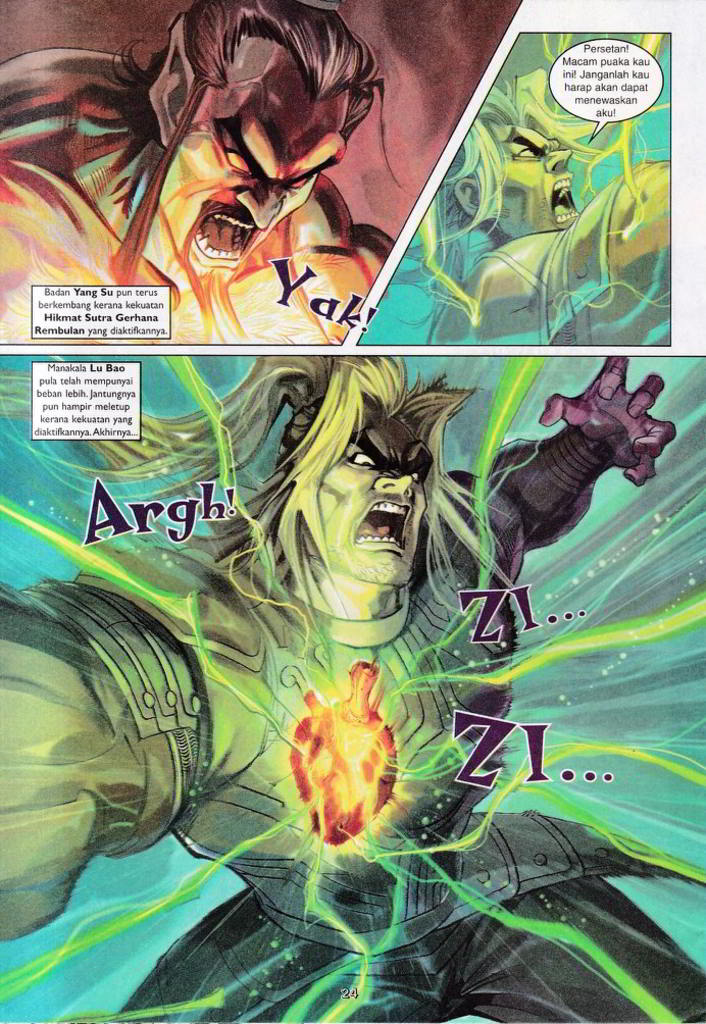 Badan Yang Su pun terus
berkembang kerana kekuatan
Hikmat Sutra Gerhana
Rembulan yang diaktifkannya.
Yak!
Persetan!
Macam puaka kau
ini! Janganlah kau
harap akan dapat
menewaskan
aku!
Manakala Lu Bao
pula telah mempunyai
beban lebih. Jantungnya
pun hampir meletup
kerana kekuatan yang
diaktifkannya. Akhirnya...
Argh!
ZI...
ZI...
24